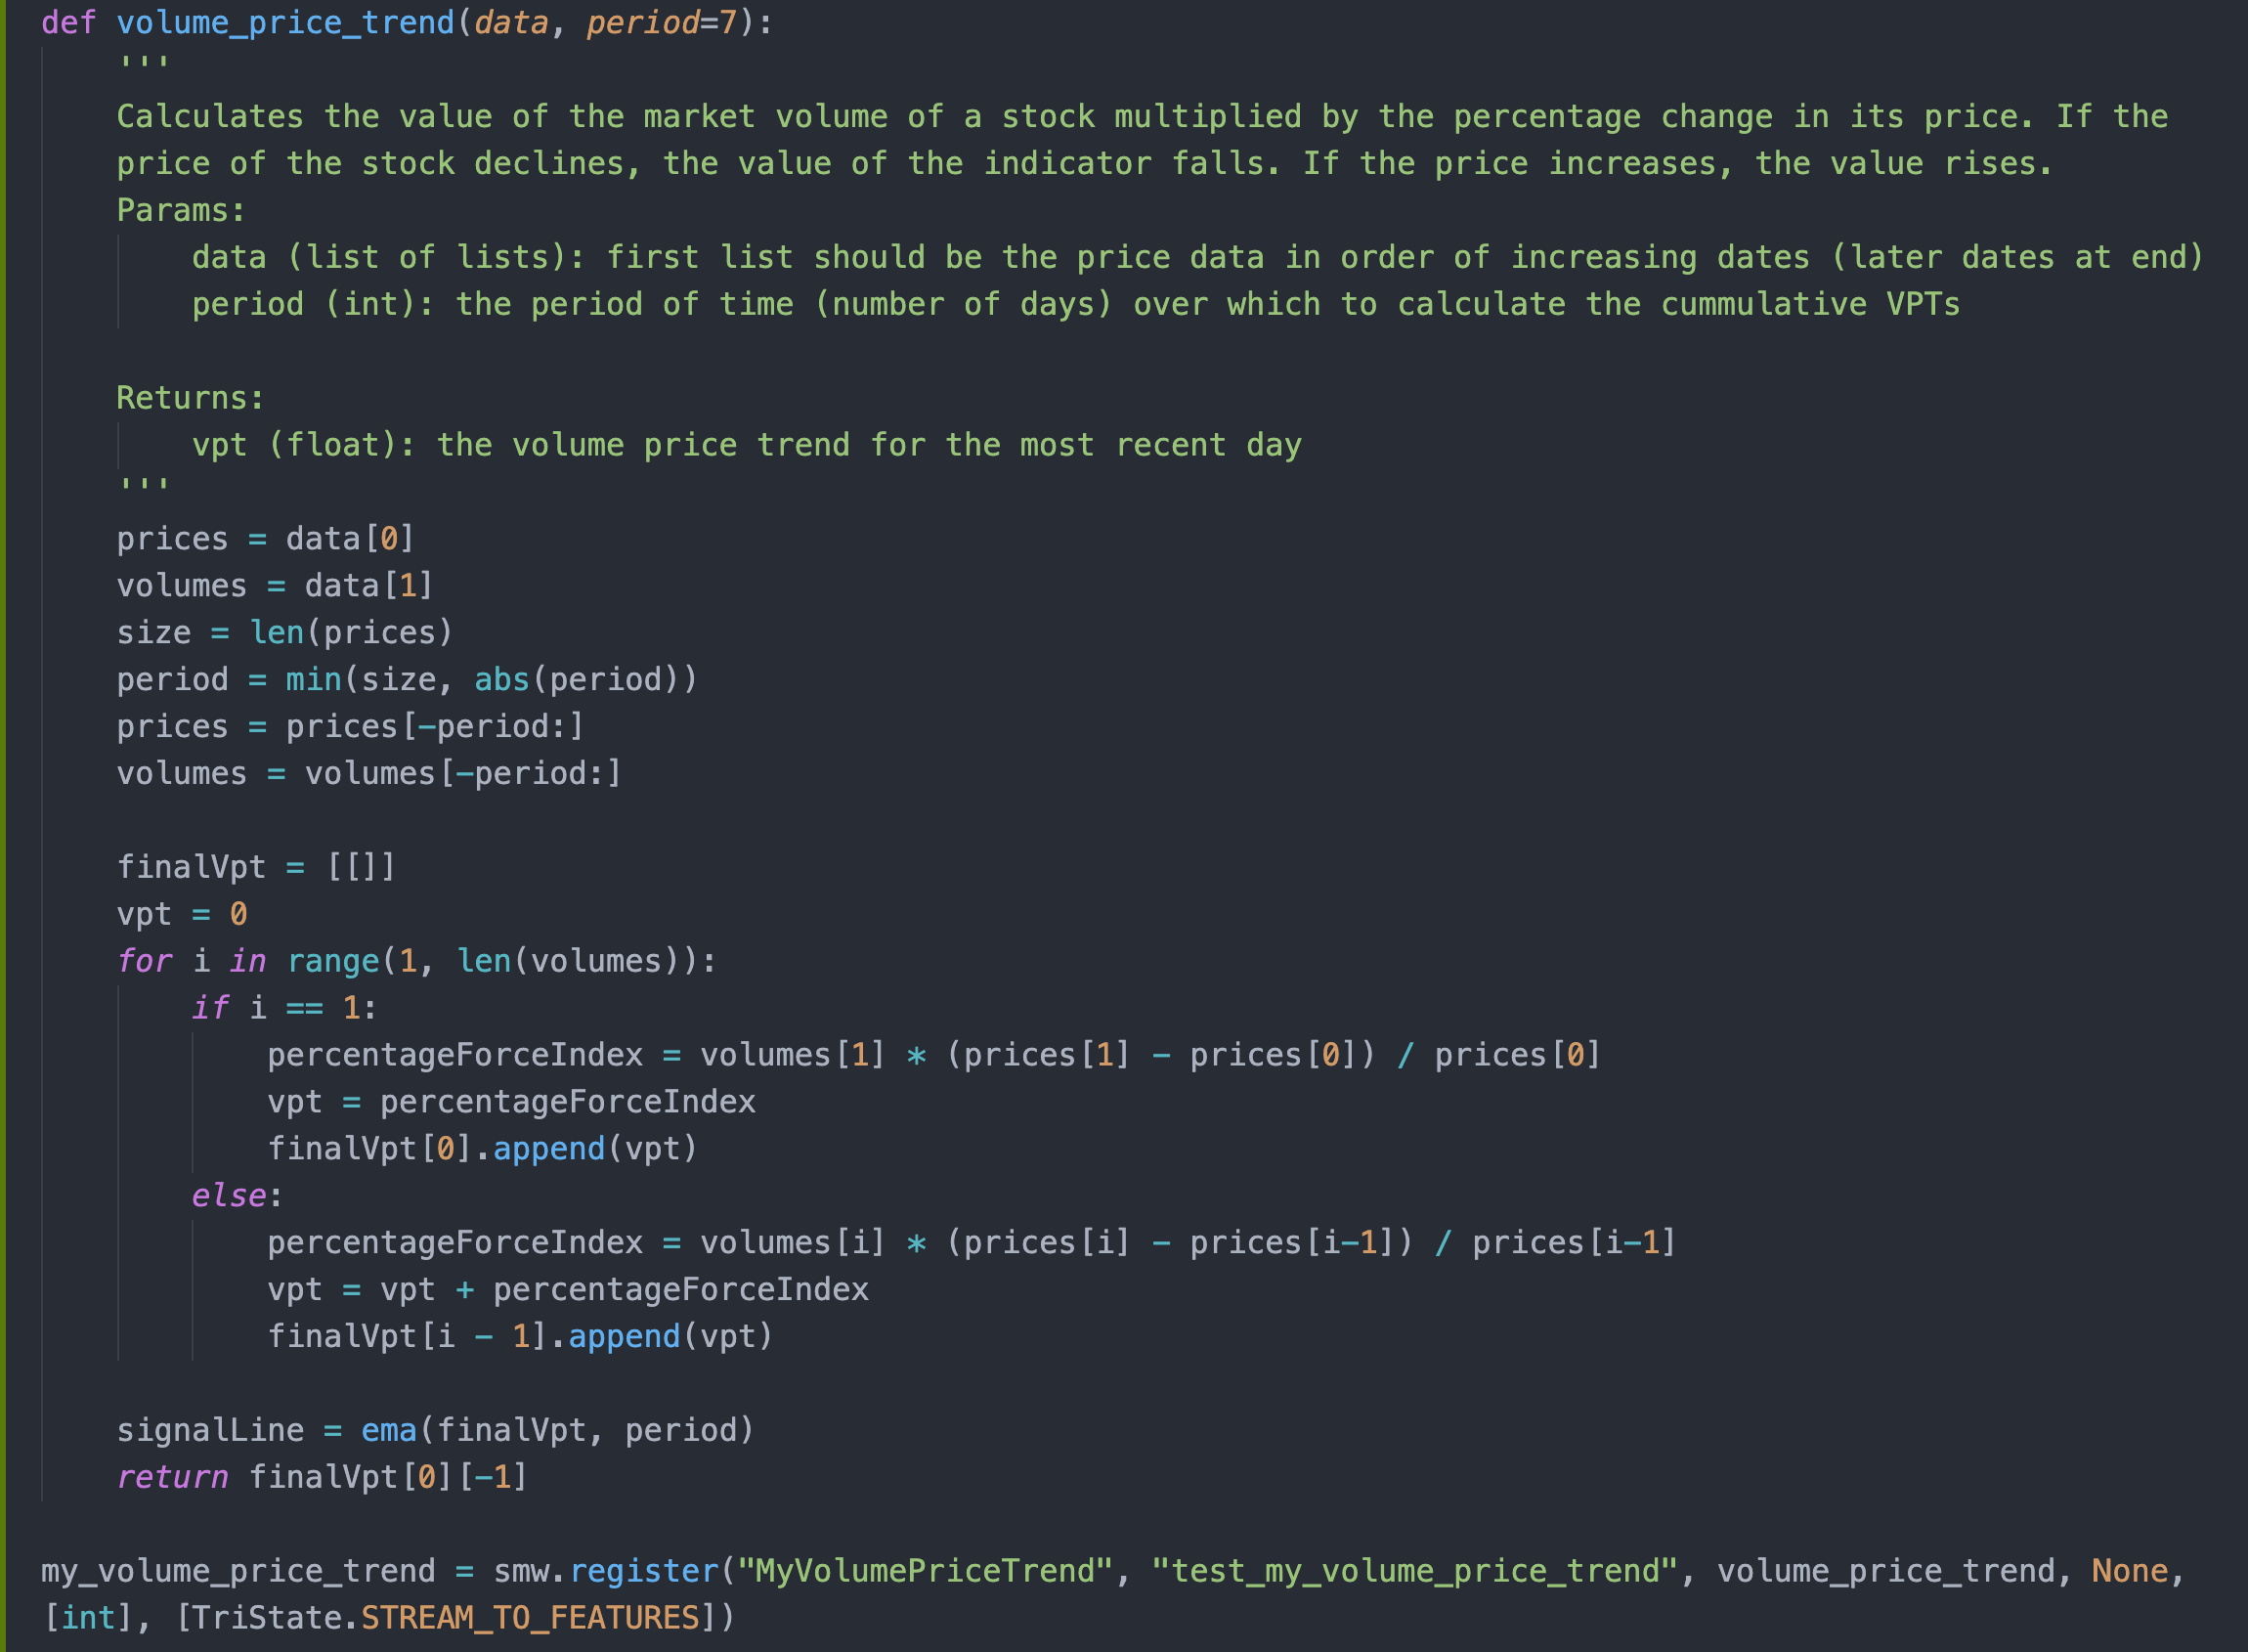 def volume_price_trend(data, period=7):
    '''
    Calculates the value of the market volume of a stock multiplied by the percentage change in its price. If the
    price of the stock declines, the value of the indicator falls. If the price increases, the value rises.
    Params:
        data (list of lists): first list should be the price data in order of increasing dates (later dates at end)
        period (int): the period of time (number of days) over which to calculate the cummulative VPTs

    Returns:
        vpt (float): the volume price trend for the most recent day
    '''
    prices = data[0]
    volumes = data[1]
    size = len(prices)
    period = min(size, abs(period))
    prices = prices[-period:]
    volumes = volumes[-period:]

    finalVpt = [[]]
    vpt = 0
    for i in range(1, len(volumes)):
        if i == 1:
            percentageForceIndex = volumes[1] * (prices[1] - prices[0]) / prices[0]
            vpt = percentageForceIndex
            finalVpt[0].append(vpt)
        else:
            percentageForceIndex = volumes[i] * (prices[i] - prices[i-1]) / prices[i-1]
            vpt = vpt + percentageForceIndex
            finalVpt[i - 1].append(vpt)

    signalLine = ema(finalVpt, period)
    return finalVpt[0][-1]

my_volume_price_trend = smw.register("MyVolumePriceTrend", "test_my_volume_price_trend", volume_price_trend, None,
[int], [TriState.STREAM_TO_FEATURES])